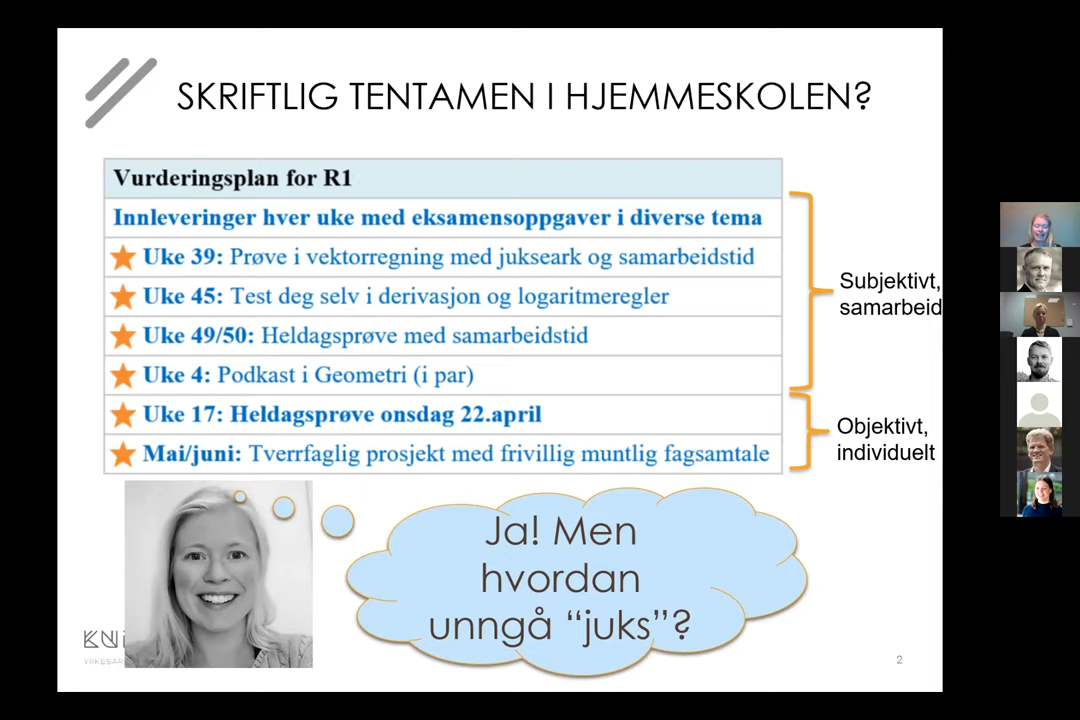 SKRIFTLIG TENTAMEN I HJEMMESKOLEN?
Vurderingsplan for R1
Innleveringer hver uke med eksamensoppgaver i diverse tema
Uke 39: Prøve i vektorregning med jukseark og samarbeidstid
Uke 45: Test deg selv i derivasjon og logaritmeregler
Uke 49/50: Heldagsprøve med samarbeidstid
Uke 4: Podkast i Geometri (i par)
Uke 17: Heldagsprøve onsdag 22.april
Mai/juni: Tverrfaglig prosjekt med frivillig muntlig fagsamtale
Subjektivt,
samarbeid
Objektivt,
individuelt
Ja! Men
hvordan
unngå “juks”?
2